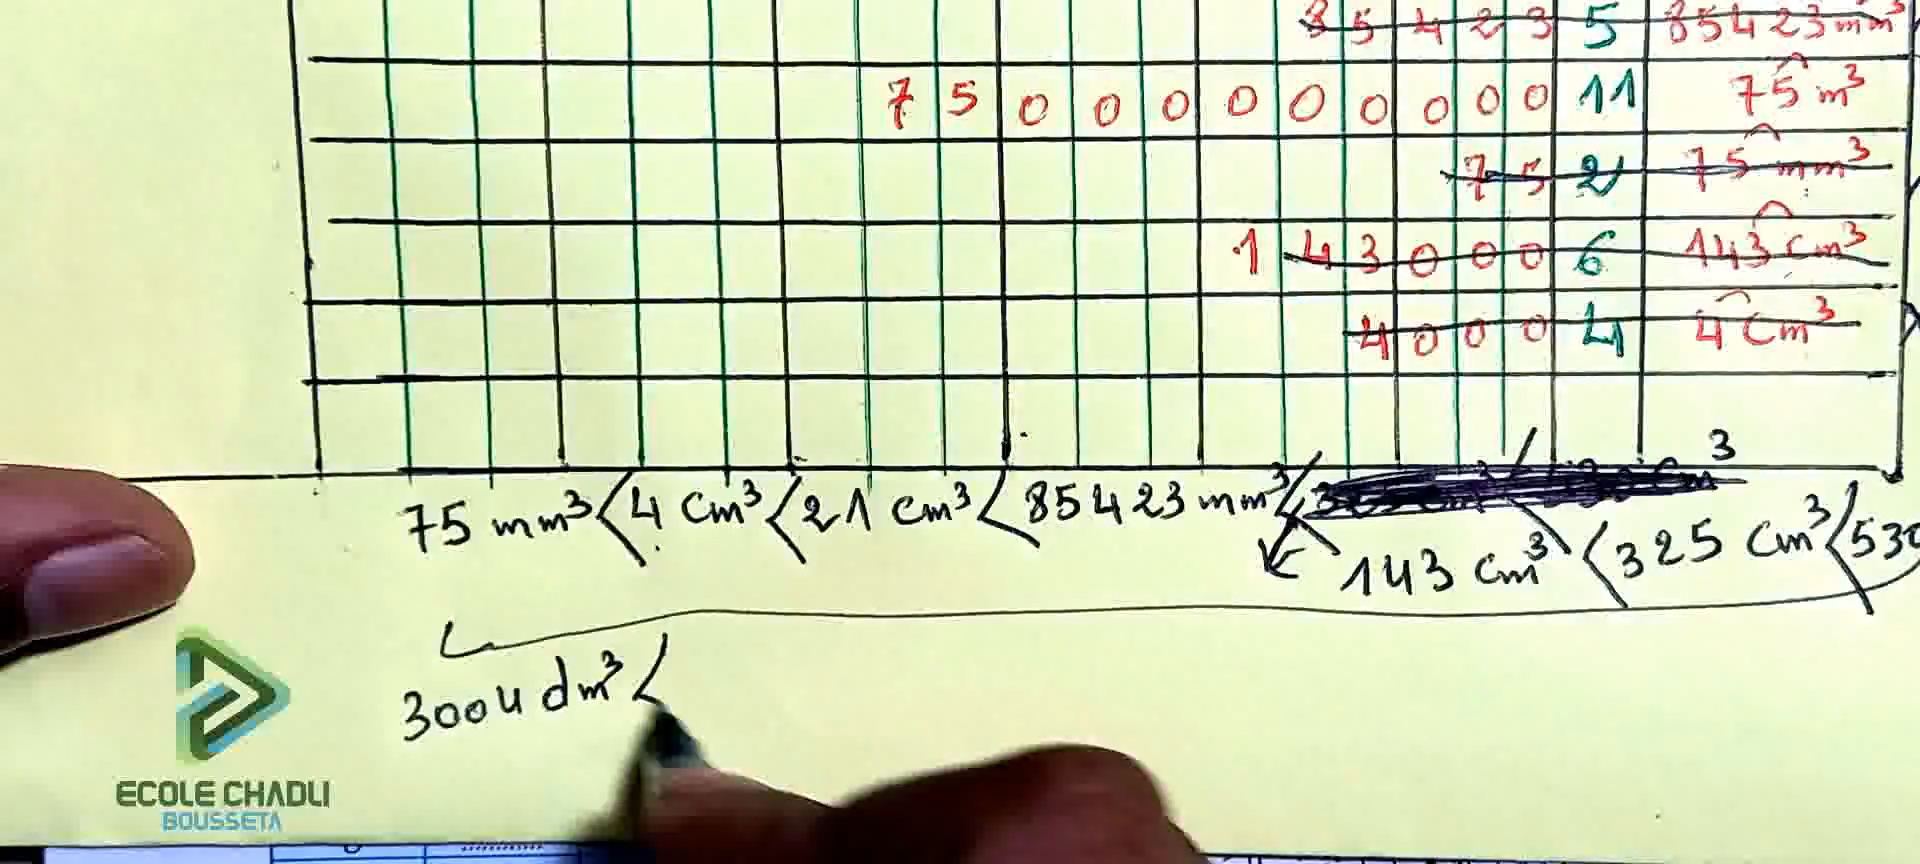 8 5 4 2 3 5 85423 mm³
7 5 0 0 0 0 0 0 0 0 0 11 75 m³
7 5 2 75 mm³
1 4 3 0 0 0 6 143 cm³
4 0 0 0 4 4 cm³
75 mm³ < 4 cm³ < 21 cm³ < 85423 mm³ <
143 cm³ < 325 cm³ < 530
3004 dm³ <
ECOLE CHADLI
BOUSSETA